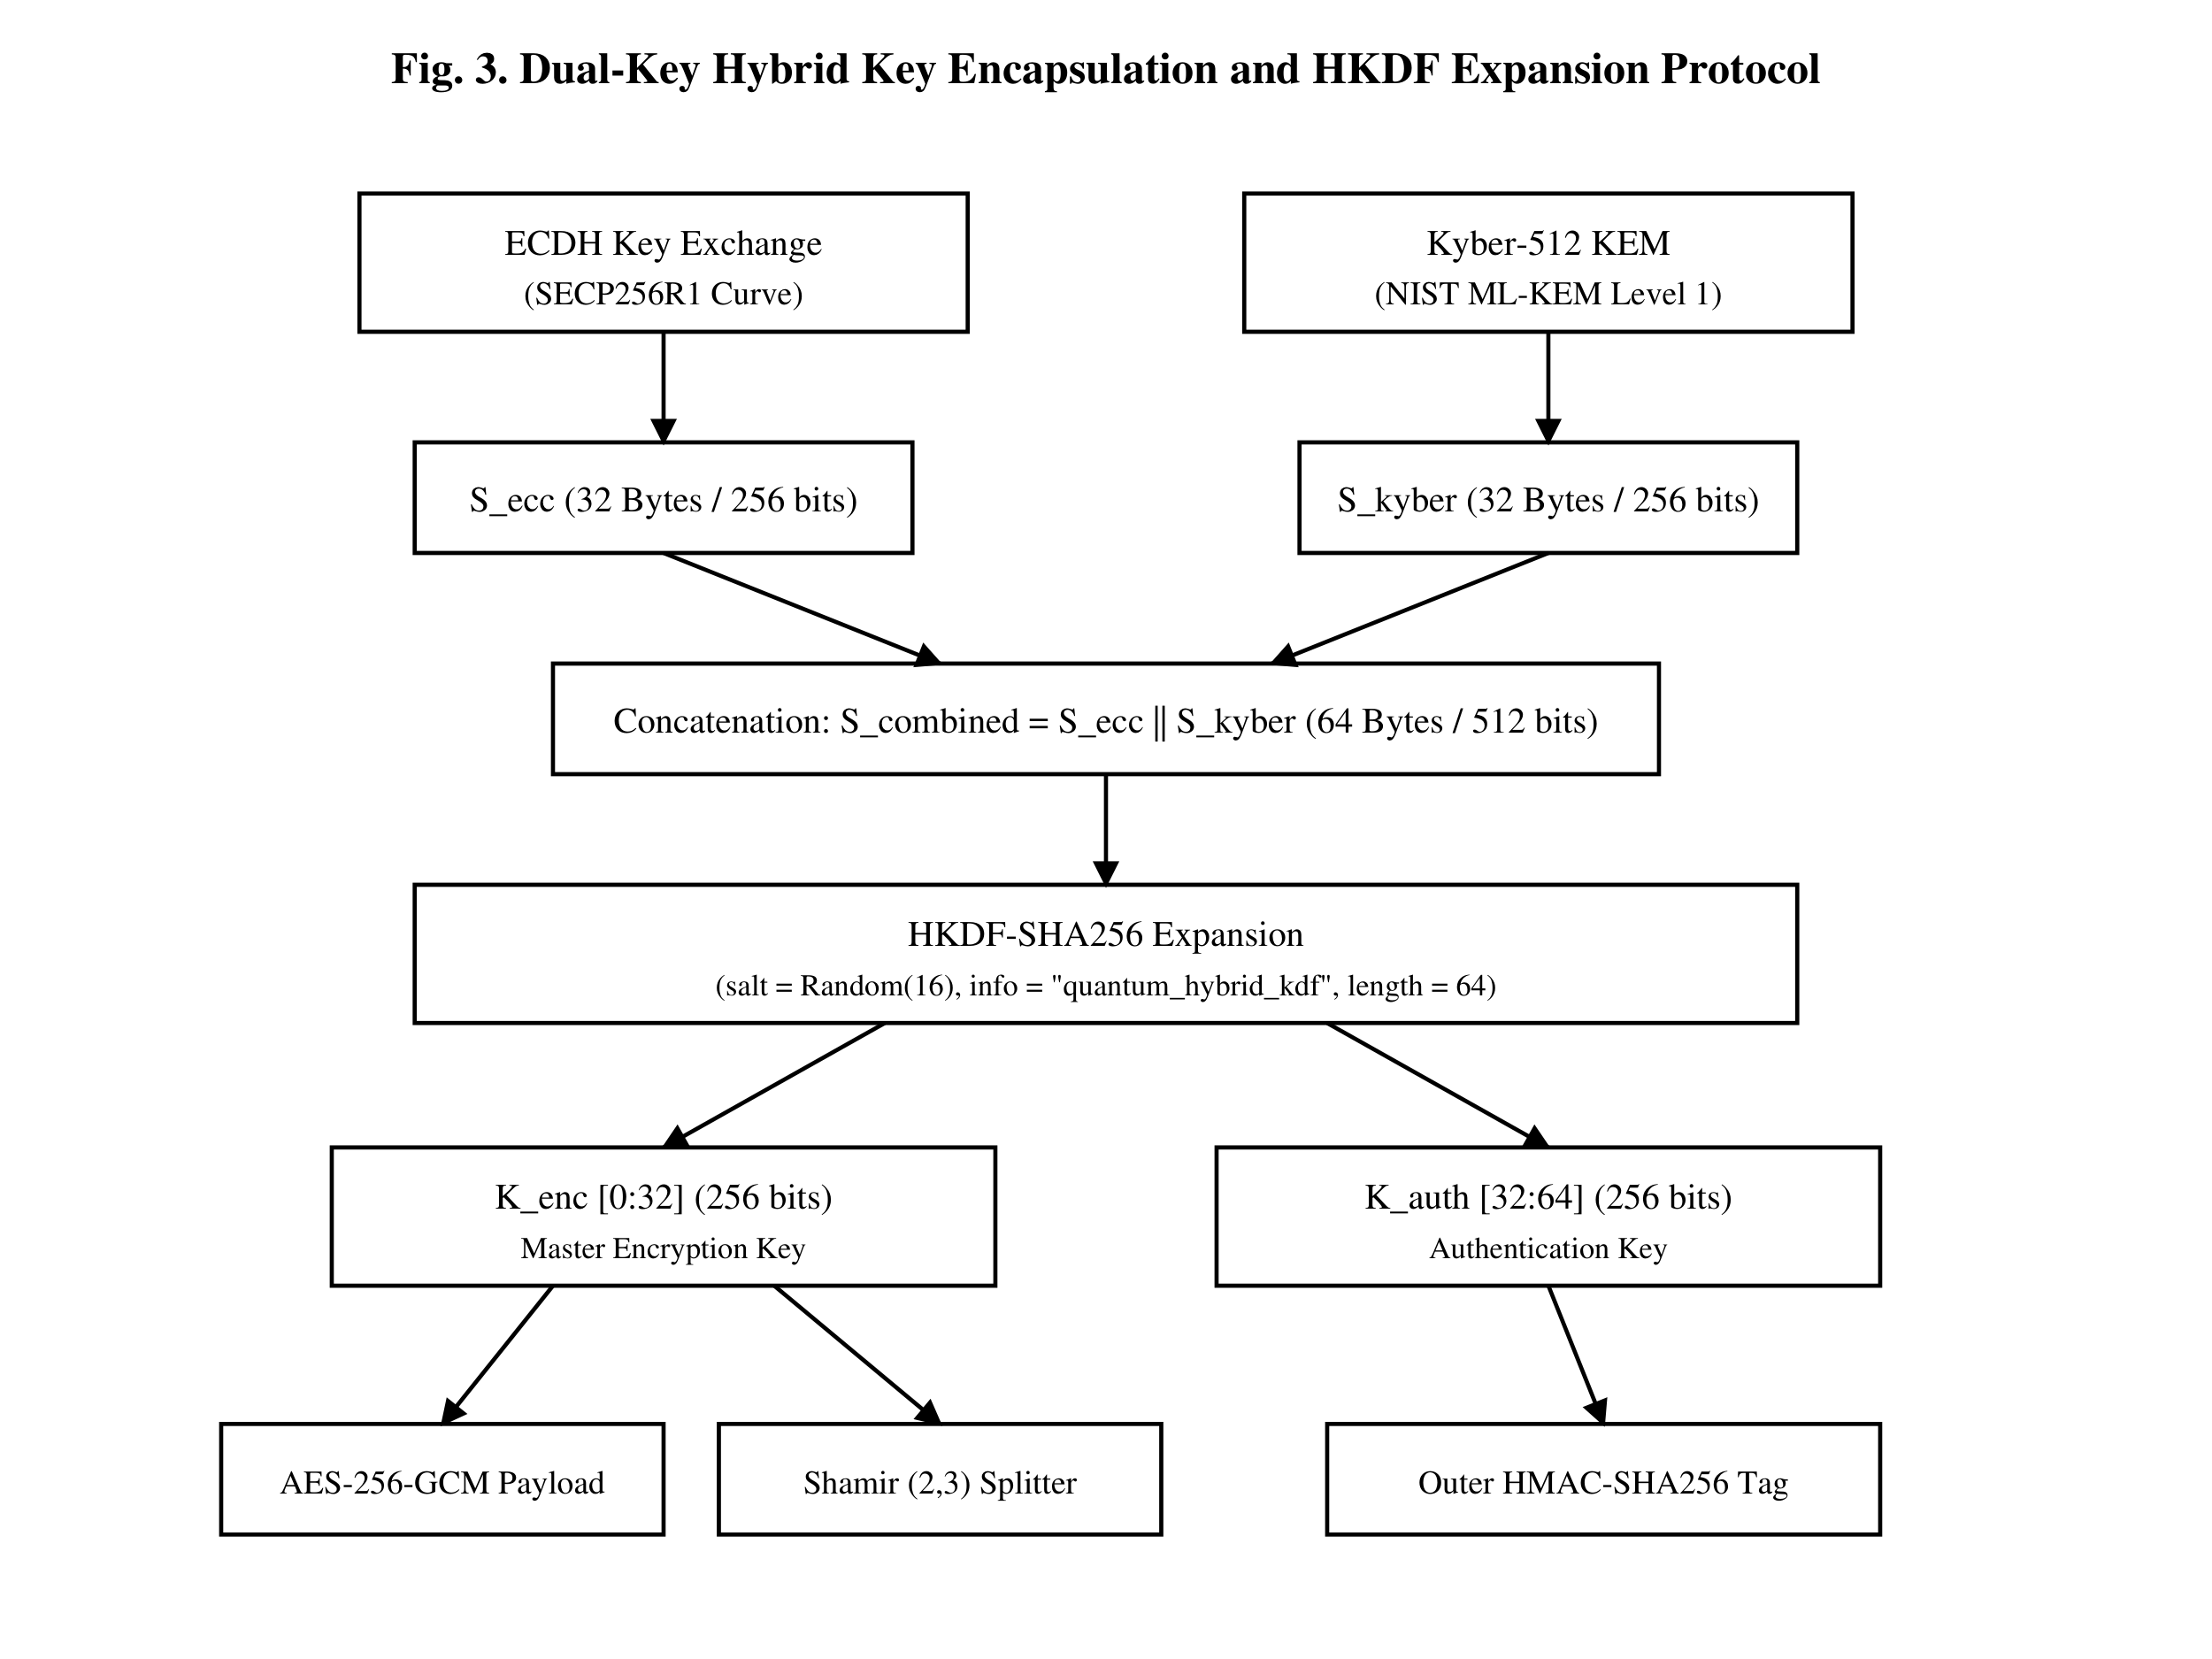 Fig. 3. Dual-Key Hybrid Key Encapsulation and HKDF Expansion Protocol
ECDH Key Exchange
(SECP256R1 Curve)
Kyber-512 KEM
(NIST ML-KEM Level 1)
S_ecc (32 Bytes / 256 bits)
S_kyber (32 Bytes / 256 bits)
Concatenation: S_combined = S_ecc || S_kyber (64 Bytes / 512 bits)
HKDF-SHA256 Expansion
(salt = Random(16), info = "quantum_hybrid_kdf", length = 64)
K_enc [0:32] (256 bits)
Master Encryption Key
K_auth [32:64] (256 bits)
Authentication Key
AES-256-GCM Payload
Shamir (2,3) Splitter
Outer HMAC-SHA256 Tag